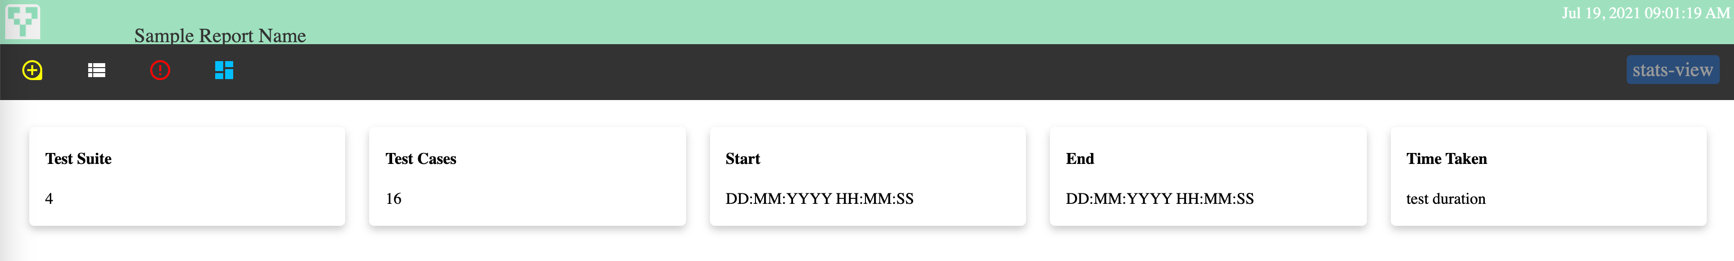 Jul 19, 2021 09:01:19 AM
Sample Report Name
stats-view
Test Suite
4
Test Cases
16
Start
DD:MM:YYYY HH:MM:SS
End
DD:MM:YYYY HH:MM:SS
Time Taken
test duration